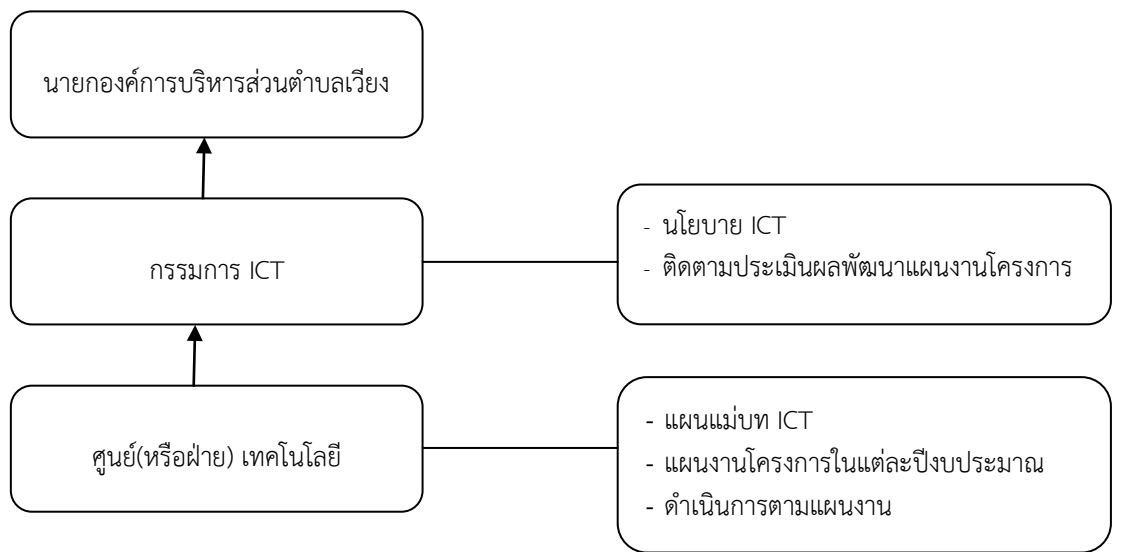 นายกองค์การบริหารส่วนตำบลเวียง
กรรมการ ICT
- นโยบาย ICT
- ติดตามประเมินผลพัฒนาแผนงานโครงการ
ศูนย์(หรือฝ่าย) เทคโนโลยี
- แผนแม่บท ICT
- แผนงานโครงการในแต่ละปีงบประมาณ
- ดำเนินการตามแผนงาน